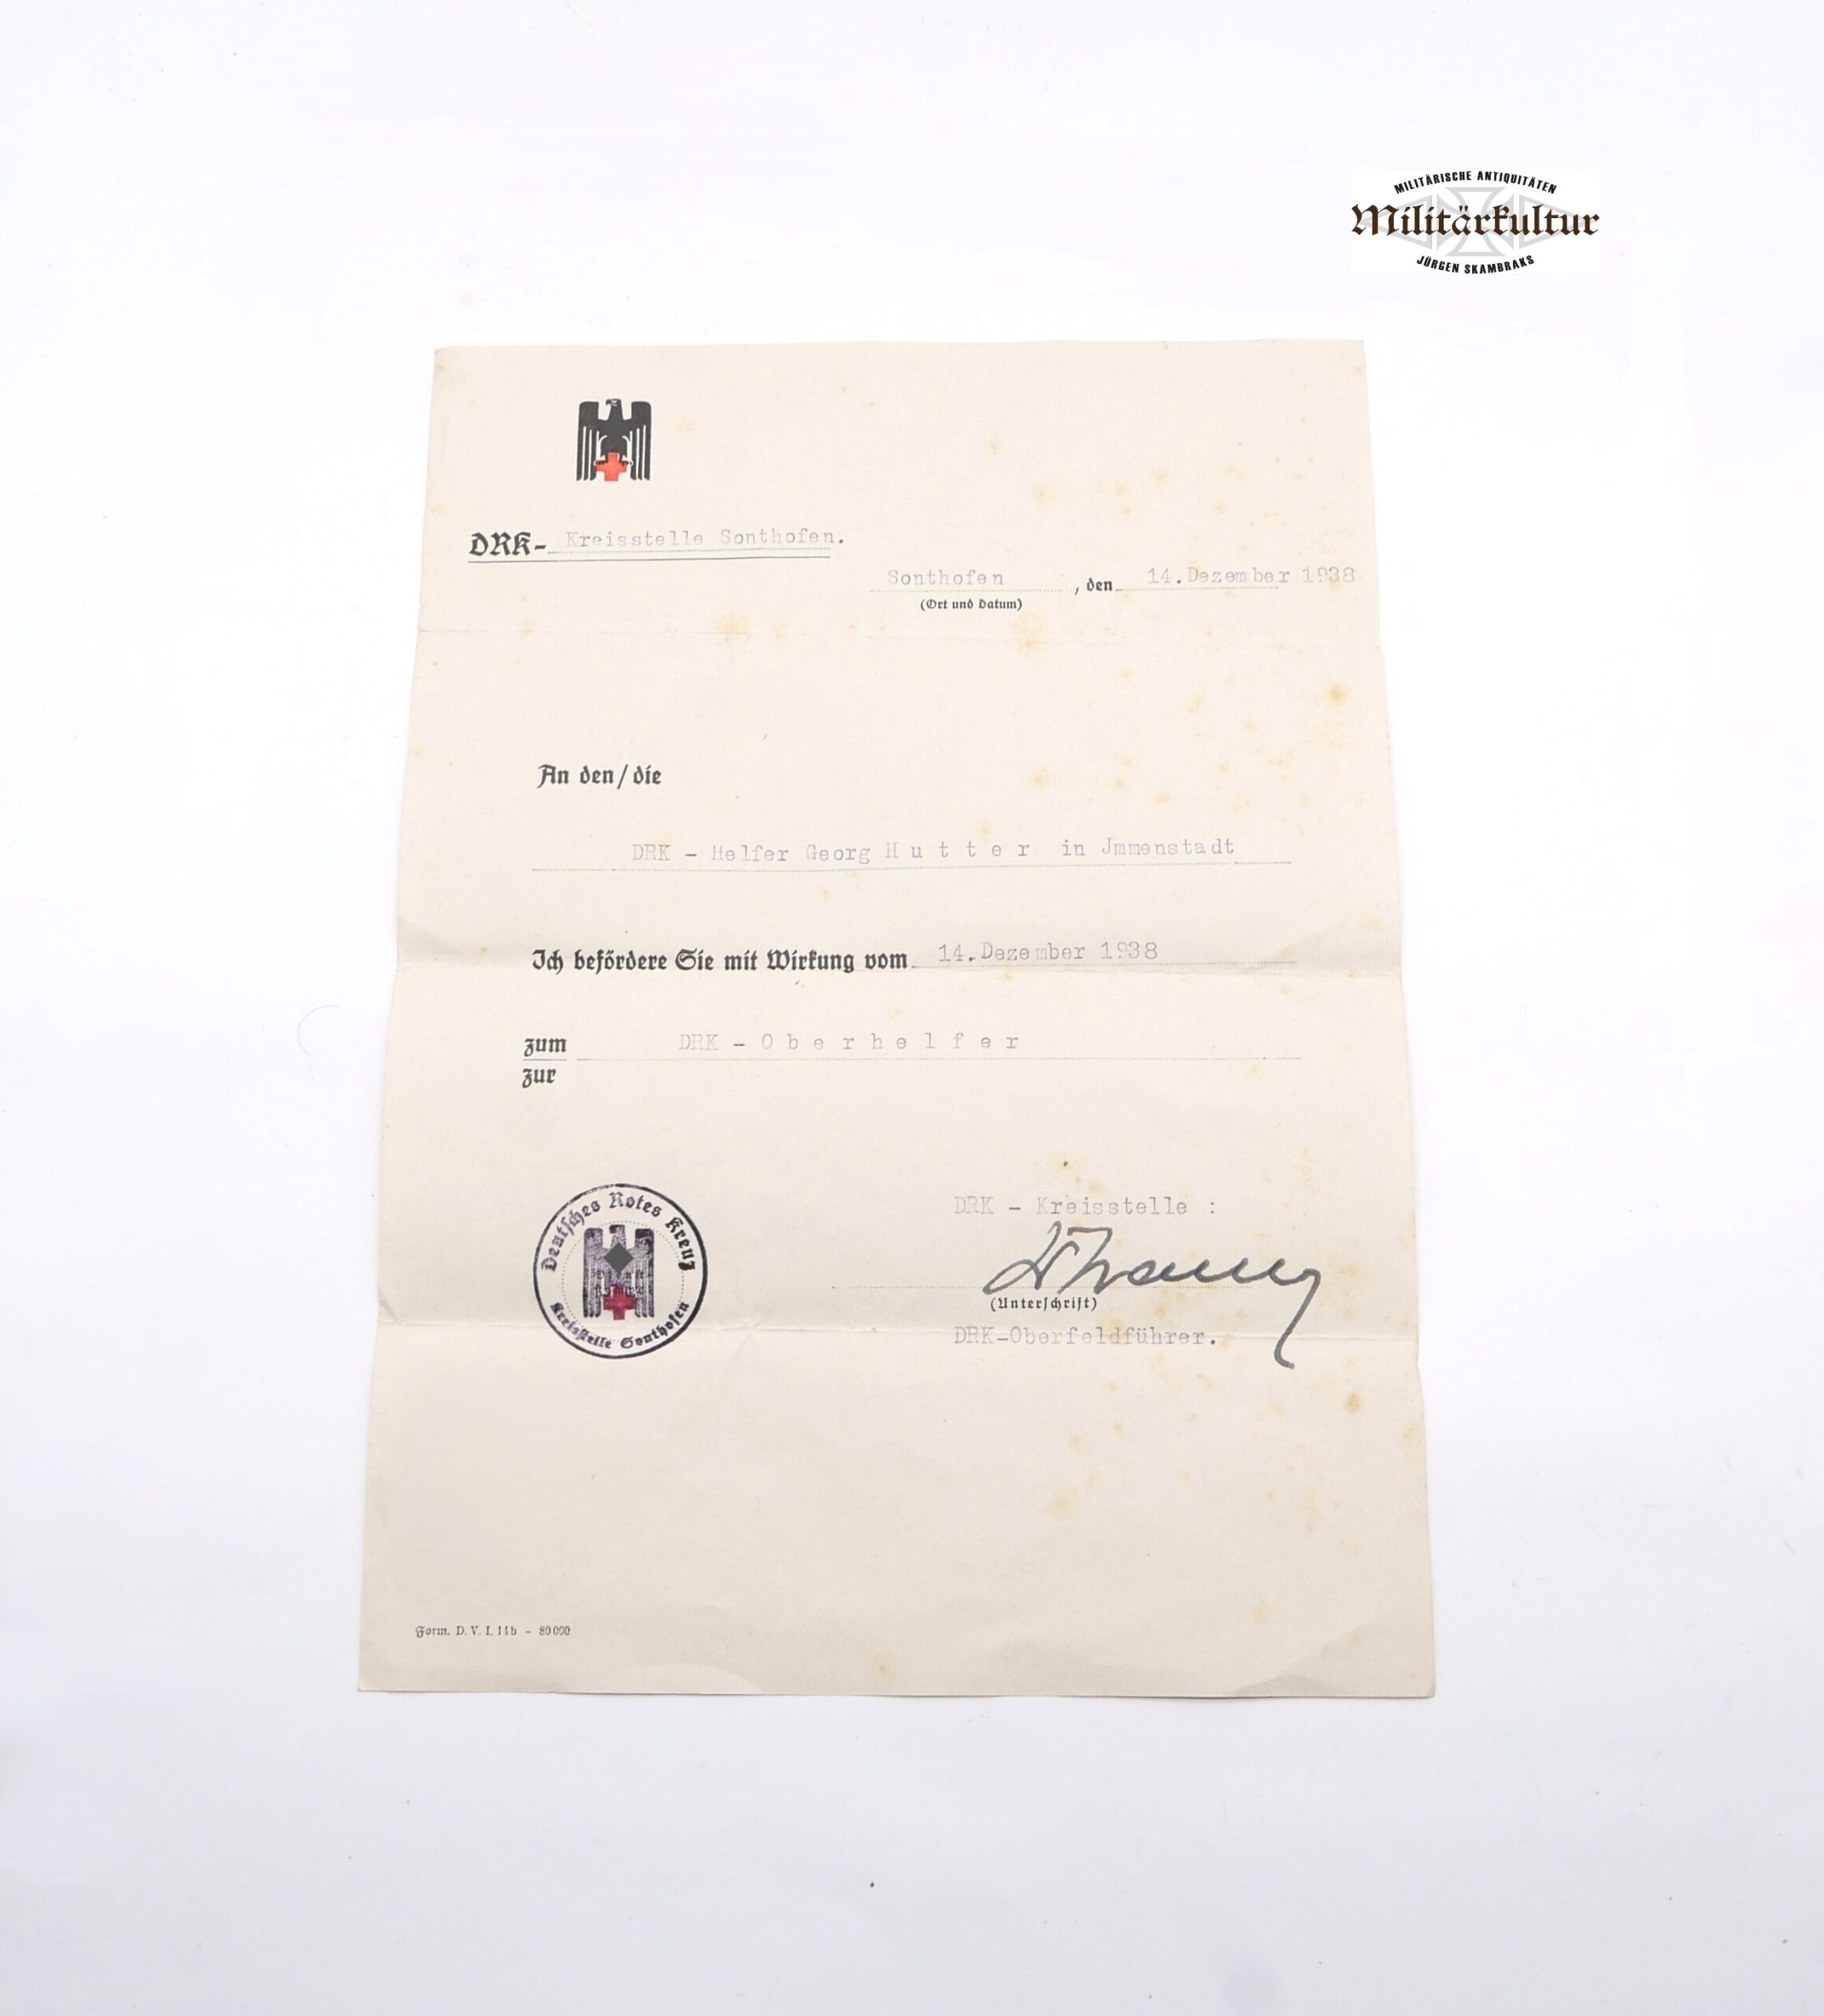 MILITÄRISCHE ANTIQUITÄTEN
Militärkultur
JÜRGEN SKAMBRAKS
DRK- Kreisstelle Sonthofen.
Sonthofen, den 14.Dezember 1938
(Ort und Datum)
An den/die
DRK - Helfer Georg H u t t e r in Jmmenstadt
Ich befördere Sie mit Wirkung vom 14.Dezember 1938
zum DRK - O b e r h e l f e r
zur
Deutsches Rotes Kreuz
Kreisstelle Sonthofen
DRK - Kreisstelle :
(Unterschrift)
DRK-Oberfeldführer.
Form. D. V. I. 11b - 80000